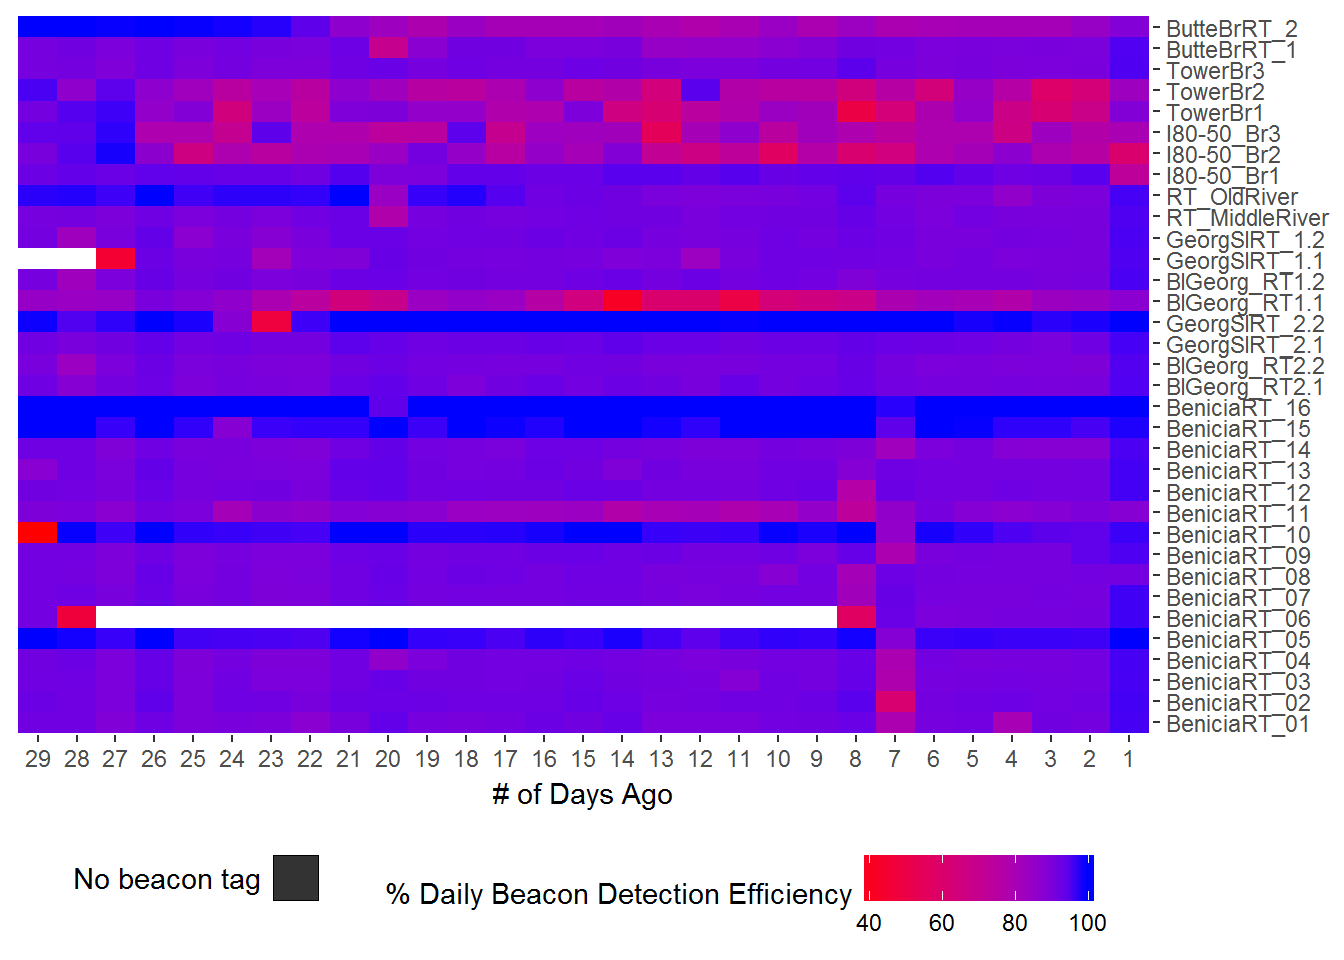 ButteBrRT_2
ButteBrRT_1
TowerBr3
TowerBr2
TowerBr1
I80-50_Br3
I80-50_Br2
I80-50_Br1
RT_OldRiver
RT_MiddleRiver
GeorgSlRT_1.2
GeorgSlRT_1.1
BlGeorg_RT1.2
BlGeorg_RT1.1
GeorgSlRT_2.2
GeorgSlRT_2.1
BlGeorg_RT2.2
BlGeorg_RT2.1
BeniciaRT_16
BeniciaRT_15
BeniciaRT_14
BeniciaRT_13
BeniciaRT_12
BeniciaRT_11
BeniciaRT_10
BeniciaRT_09
BeniciaRT_08
BeniciaRT_07
BeniciaRT_06
BeniciaRT_05
BeniciaRT_04
BeniciaRT_03
BeniciaRT_02
BeniciaRT_01
29 28 27 26 25 24 23 22 21 20 19 18 17 16 15 14 13 12 11 10 9 8 7 6 5 4 3 2 1
# of Days Ago
No beacon tag
% Daily Beacon Detection Efficiency
40 60 80 100